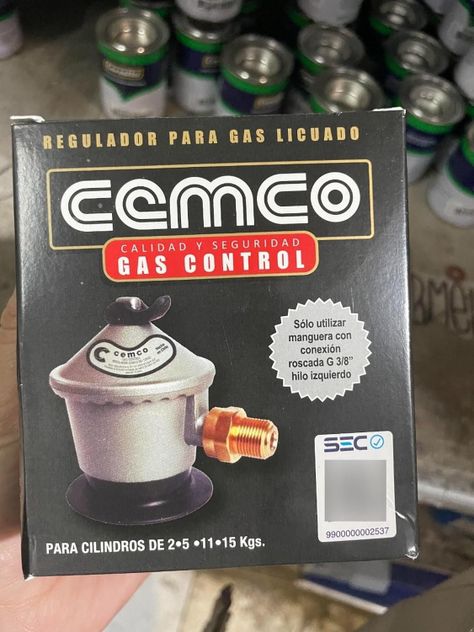 REGULADOR PARA GAS LICUADO
cemco
CALIDAD Y SEGURIDAD
GAS CONTROL
cemco
Sólo utilizar
manguera con
conexión
roscada G 3/8"
hilo izquierdo
SEC
9900000002537
PARA CILINDROS DE 2•5 •11•15 Kgs.